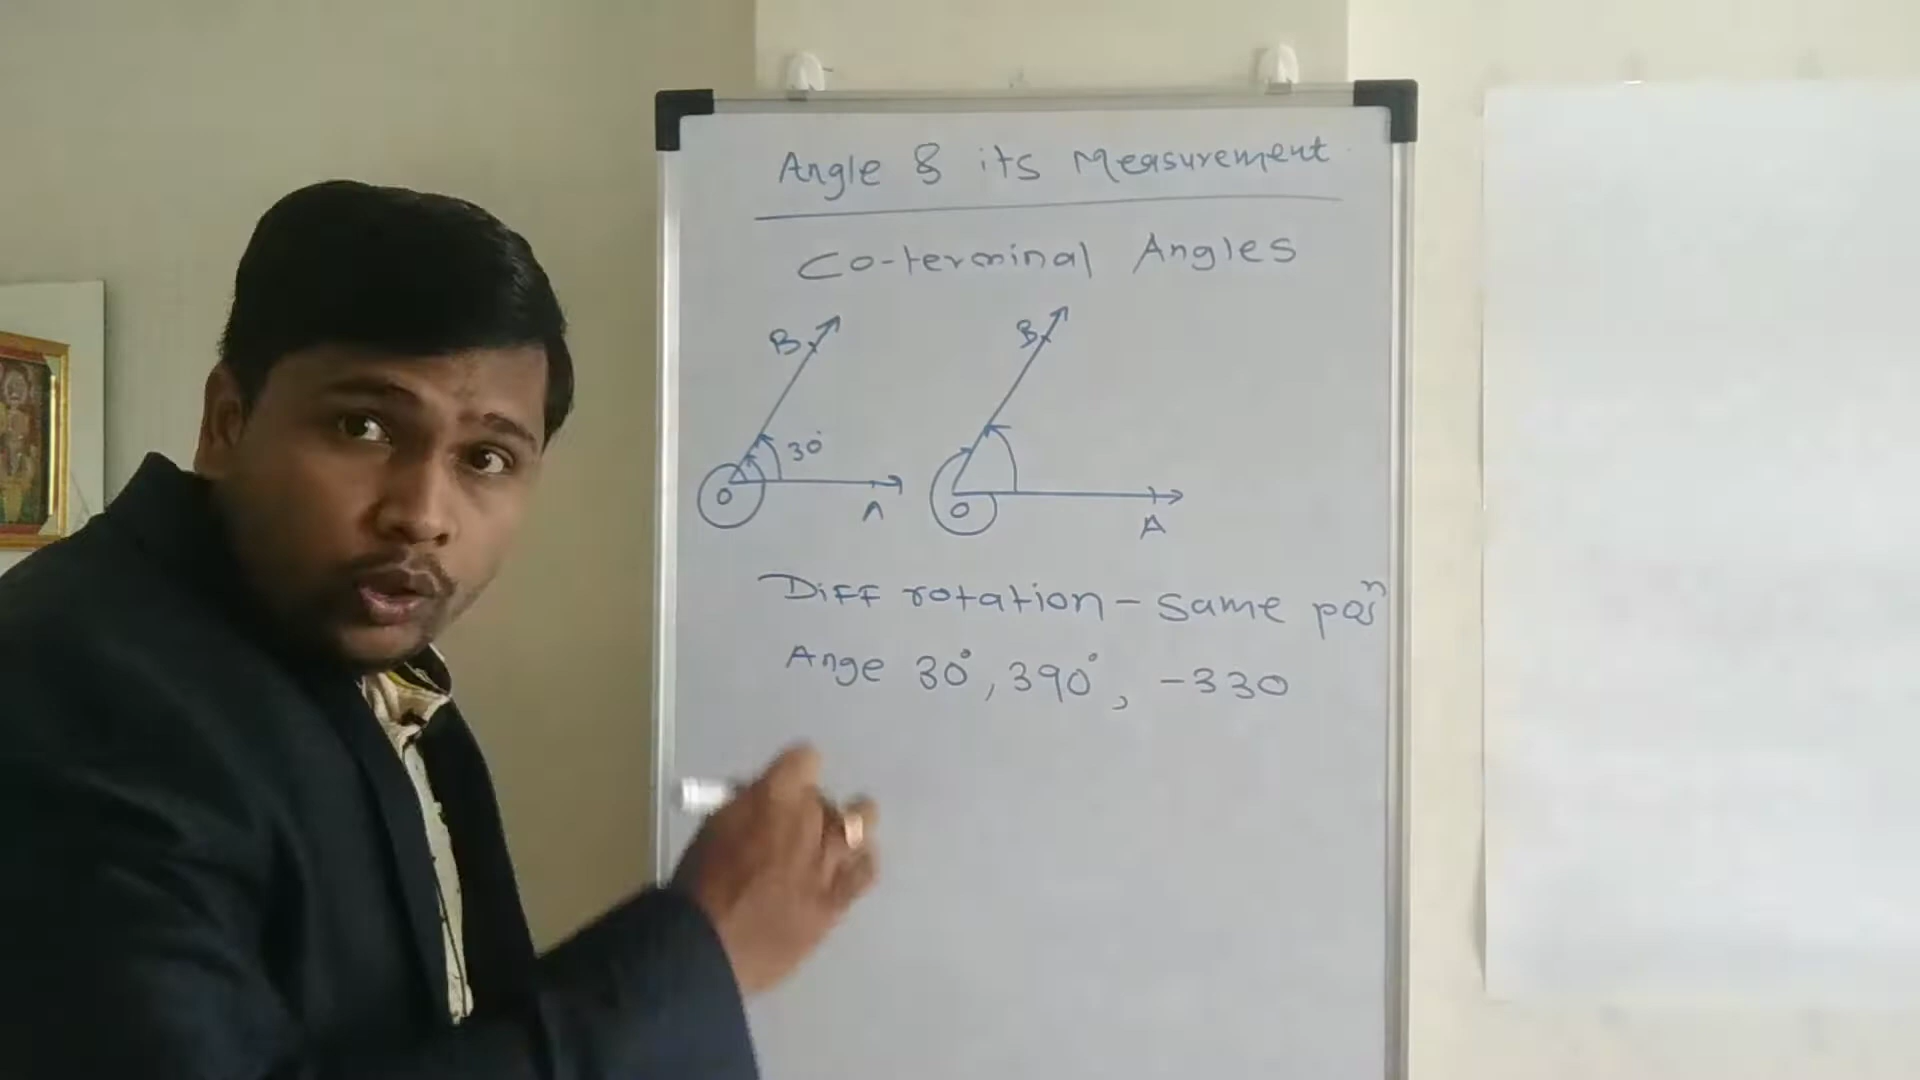 Angle & its Measurement
Co-terminal Angles
B
B
30°
O
A
O
A
Diff rotation - same posⁿ
Ange 30°, 390°, -330